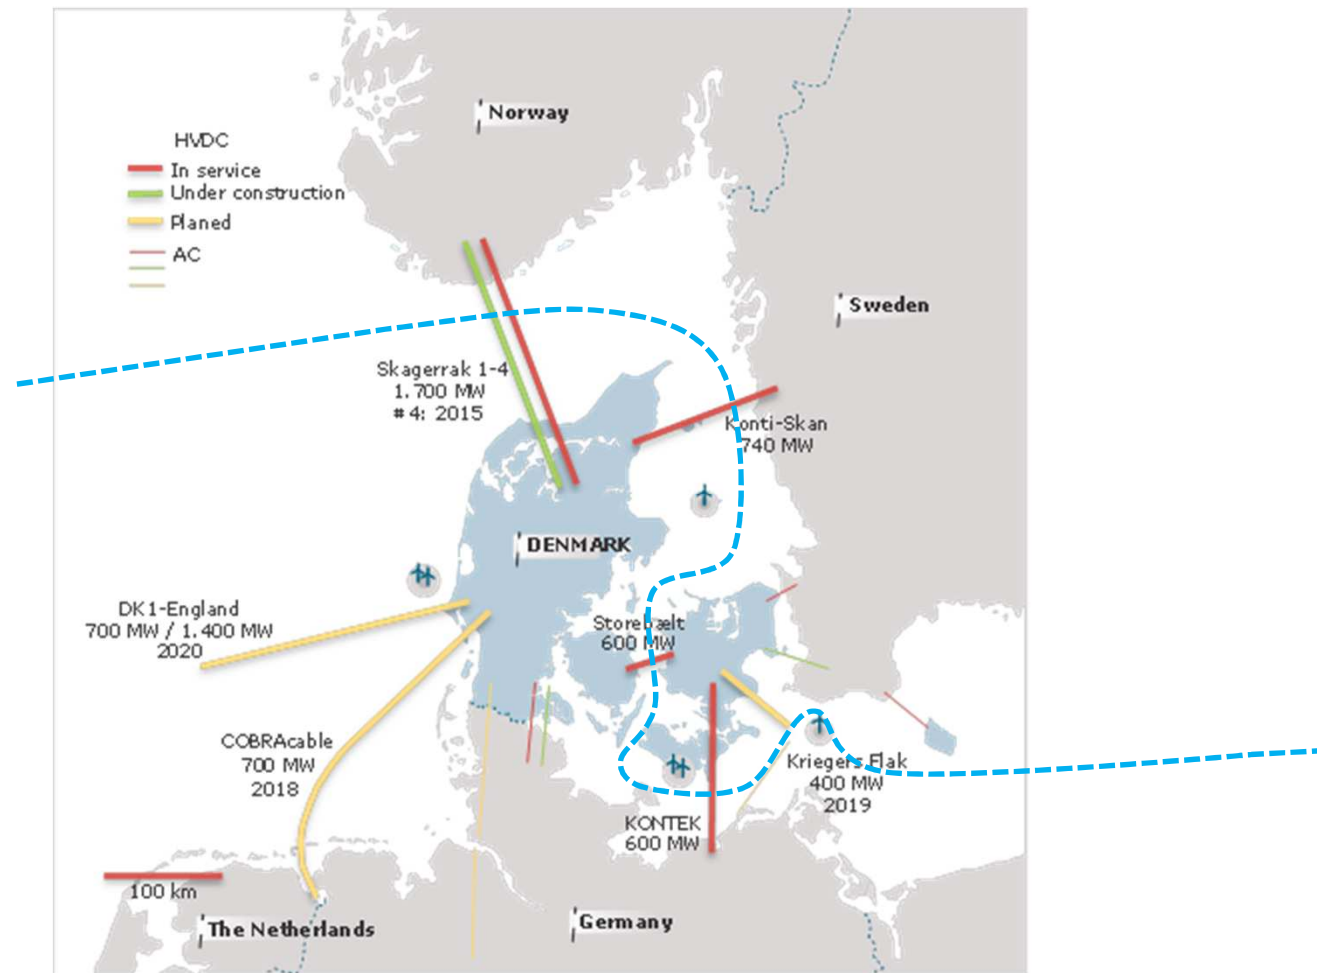 Norway
HVDC
In service
Under construction
Planed
AC
Sweden
Skagerrak 1-4
1.700 MW
#4: 2015
Konti-Skan
740 MW
DENMARK
DK1-England
700 MW / 1.400 MW
2020
Storebælt
600 MW
COBRAcable
700 MW
2018
Kriegers Flak
400 MW
2019
KONTEK
600 MW
100 km
The Netherlands
Germany